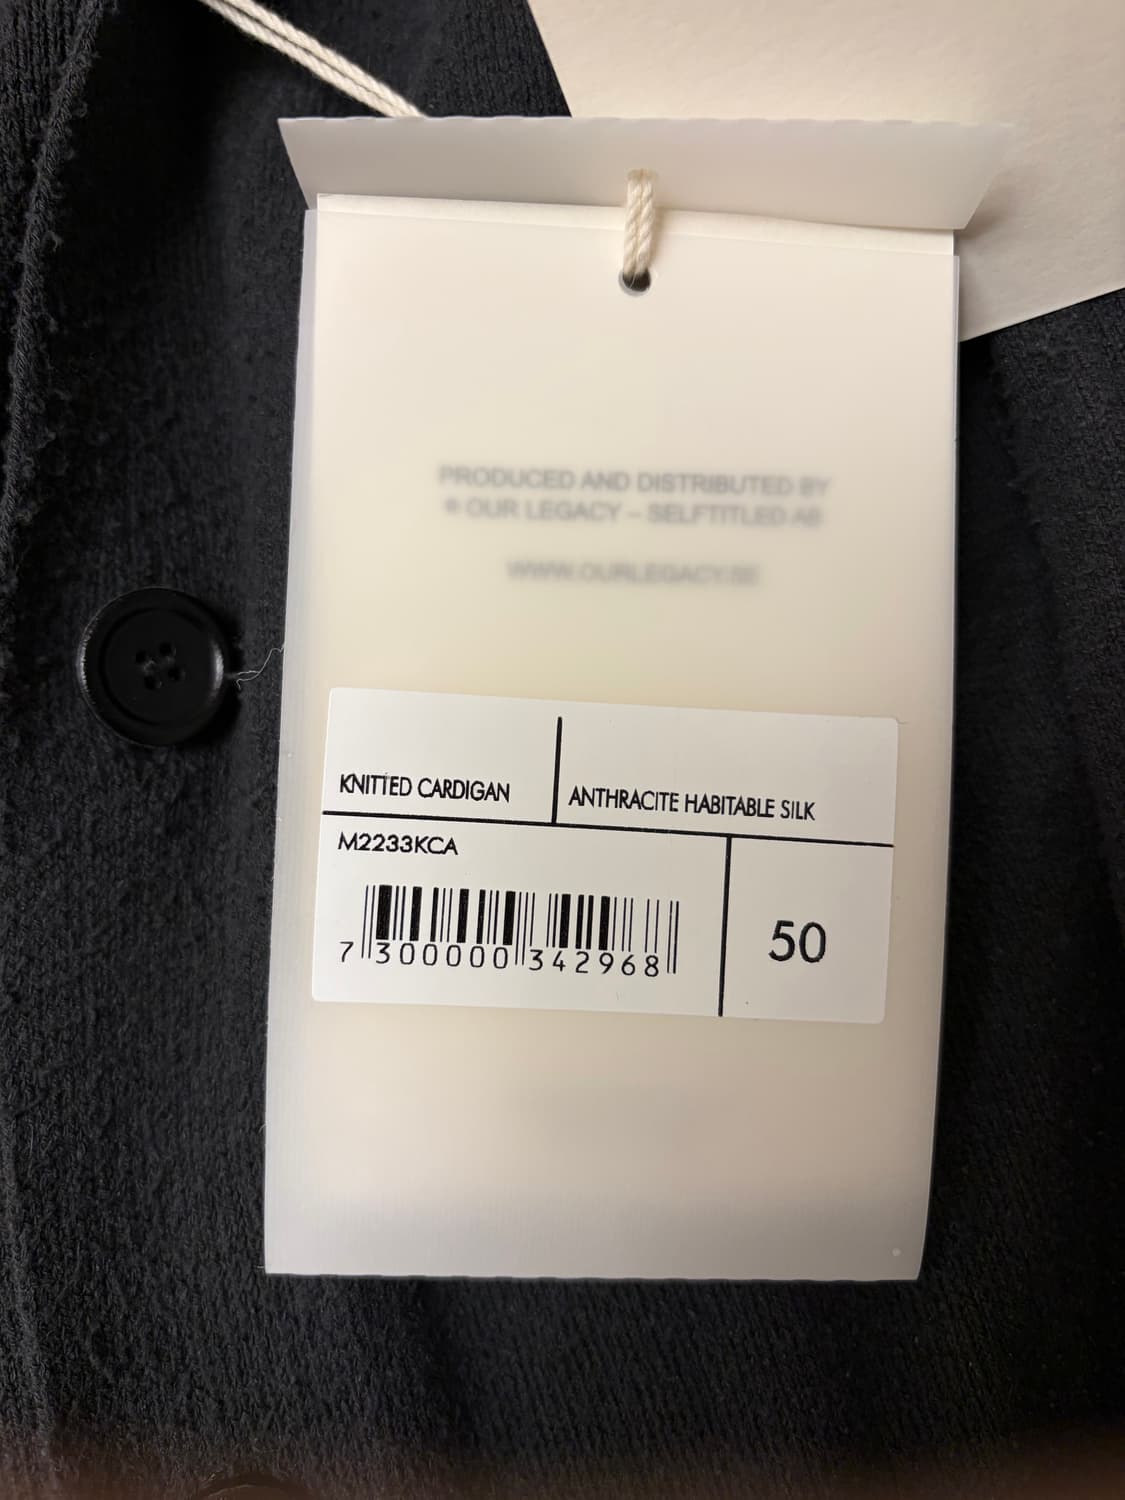 PRODUCED AND DISTRIBUTED BY
® OUR LEGACY – SELFTITLED AB
WWW.OURLEGACY.SE
KNITTED CARDIGAN
ANTHRACITE HABITABLE SILK
M2233KCA
7 300000 342968
50